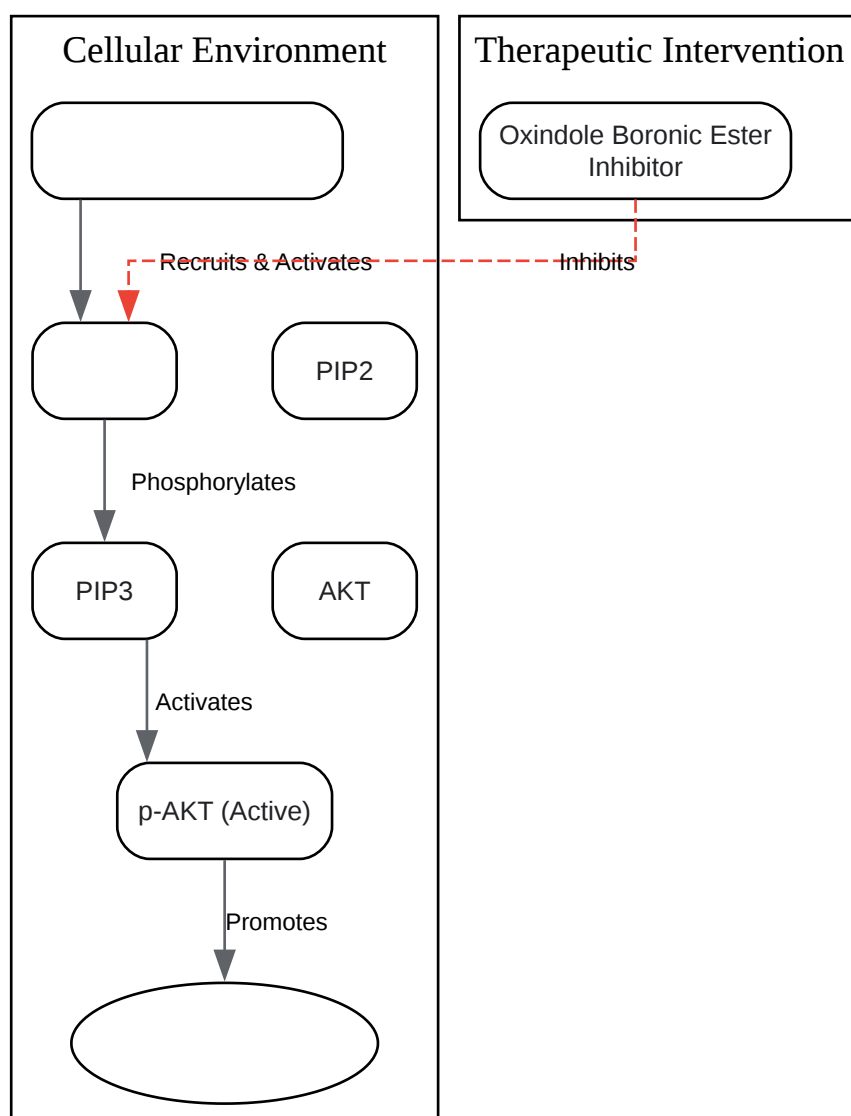 Cellular Environment
Therapeutic Intervention
Oxindole Boronic Ester
Inhibitor
Recruits & Activates
Inhibits
PIP2
Phosphorylates
PIP3
AKT
Activates
p-AKT (Active)
Promotes